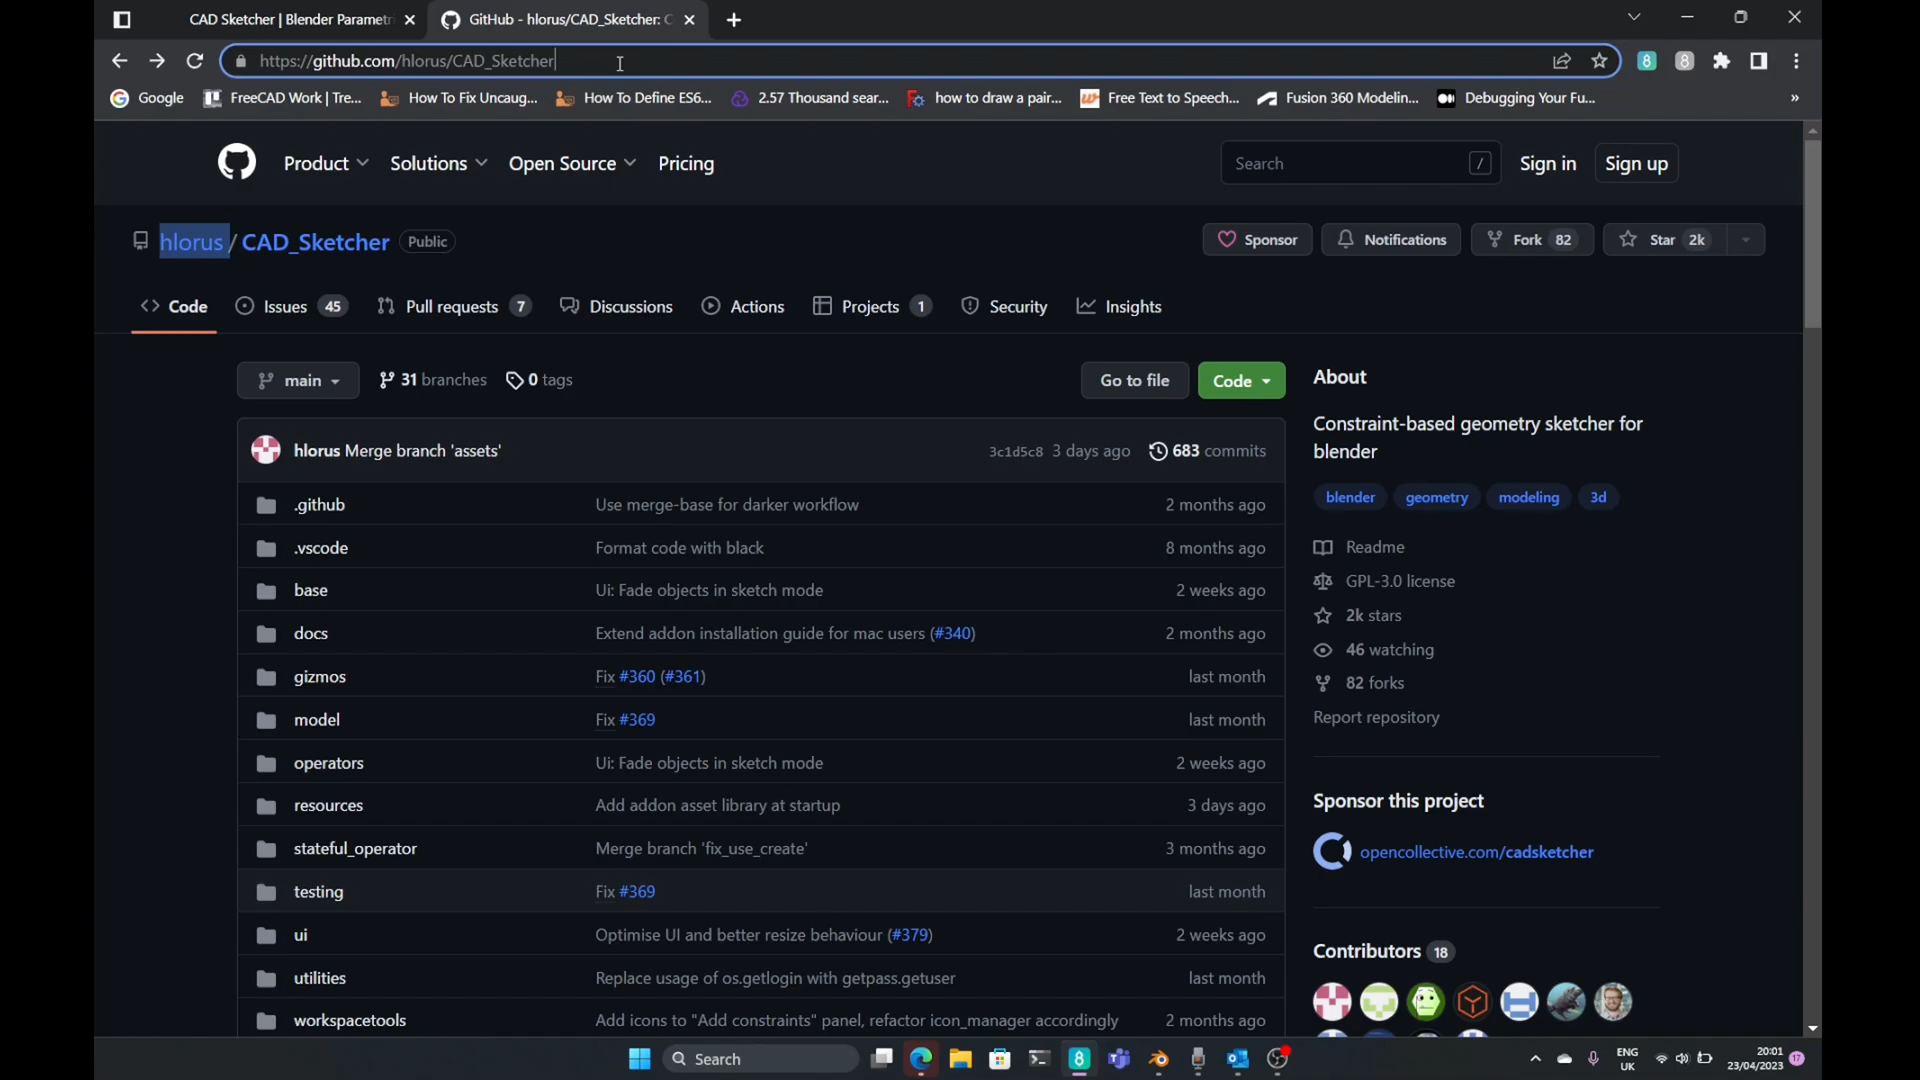 CAD Sketcher | Blender Parametri
GitHub - hlorus/CAD_Sketcher: C
https://github.com/hlorus/CAD_Sketcher
Google
FreeCAD Work | Tre...
How To Fix Uncaug...
How To Define ES6...
2.57 Thousand sear...
how to draw a pair...
Free Text to Speech...
Fusion 360 Modelin...
Debugging Your Fu...
»
Product
Solutions
Open Source
Pricing
Search /
Sign in
Sign up
hlorus / CAD_Sketcher Public
Sponsor
Notifications
Fork 82
Star 2k
Code
Issues 45
Pull requests 7
Discussions
Actions
Projects 1
Security
Insights
main
31 branches
0 tags
Go to file
Code
hlorus Merge branch 'assets' 3c1d5c8 3 days ago 683 commits
.github Use merge-base for darker workflow 2 months ago
.vscode Format code with black 8 months ago
base Ui: Fade objects in sketch mode 2 weeks ago
docs Extend addon installation guide for mac users (#340) 2 months ago
gizmos Fix #360 (#361) last month
model Fix #369 last month
operators Ui: Fade objects in sketch mode 2 weeks ago
resources Add addon asset library at startup 3 days ago
stateful_operator Merge branch 'fix_use_create' 3 months ago
testing Fix #369 last month
ui Optimise UI and better resize behaviour (#379) 2 weeks ago
utilities Replace usage of os.getlogin with getpass.getuser last month
workspacetools Add icons to "Add constraints" panel, refactor icon_manager accordingly 2 months ago
About
Constraint-based geometry sketcher for
blender
blender geometry modeling 3d
Readme
GPL-3.0 license
2k stars
46 watching
82 forks
Report repository
Sponsor this project
opencollective.com/cadsketcher
Contributors 18
Search
ENG
UK
20:01
23/04/2023
17